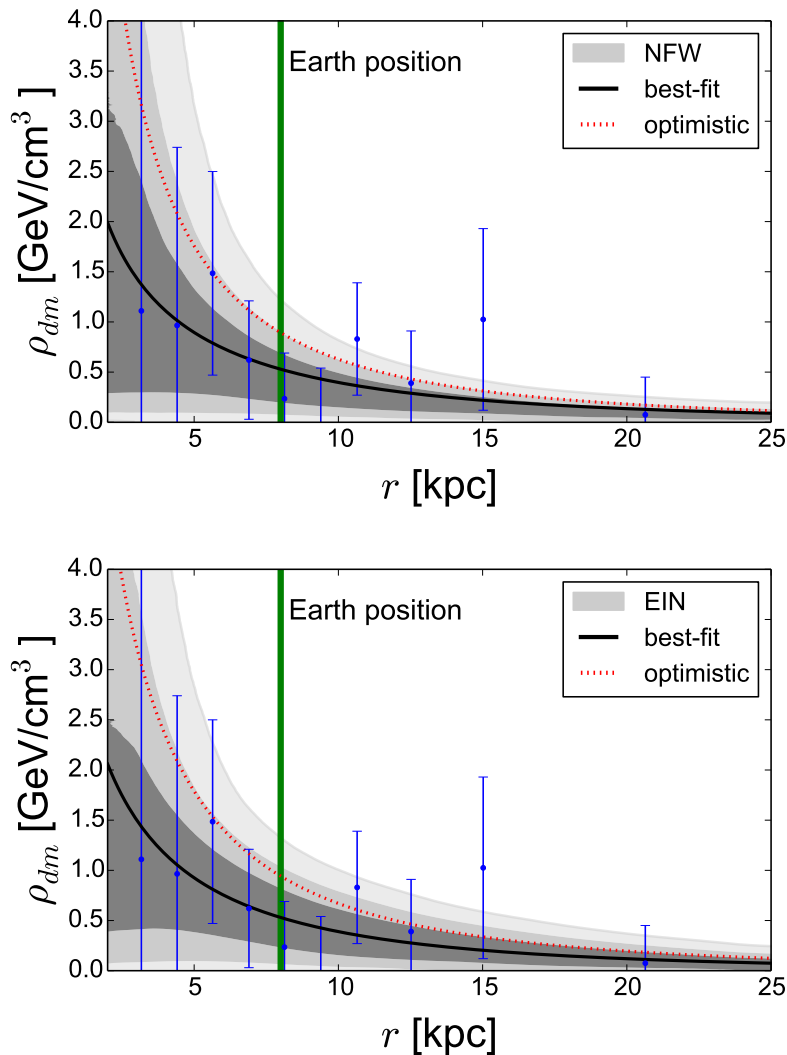 4.0
3.5
3.0
2.5
2.0
1.5
1.0
0.5
0.0
ρdm [GeV/cm³ ]
Earth position
NFW
best-fit
optimistic
5 10 15 20 25
r [kpc]
4.0
3.5
3.0
2.5
2.0
1.5
1.0
0.5
0.0
ρdm [GeV/cm³ ]
Earth position
EIN
best-fit
optimistic
5 10 15 20 25
r [kpc]